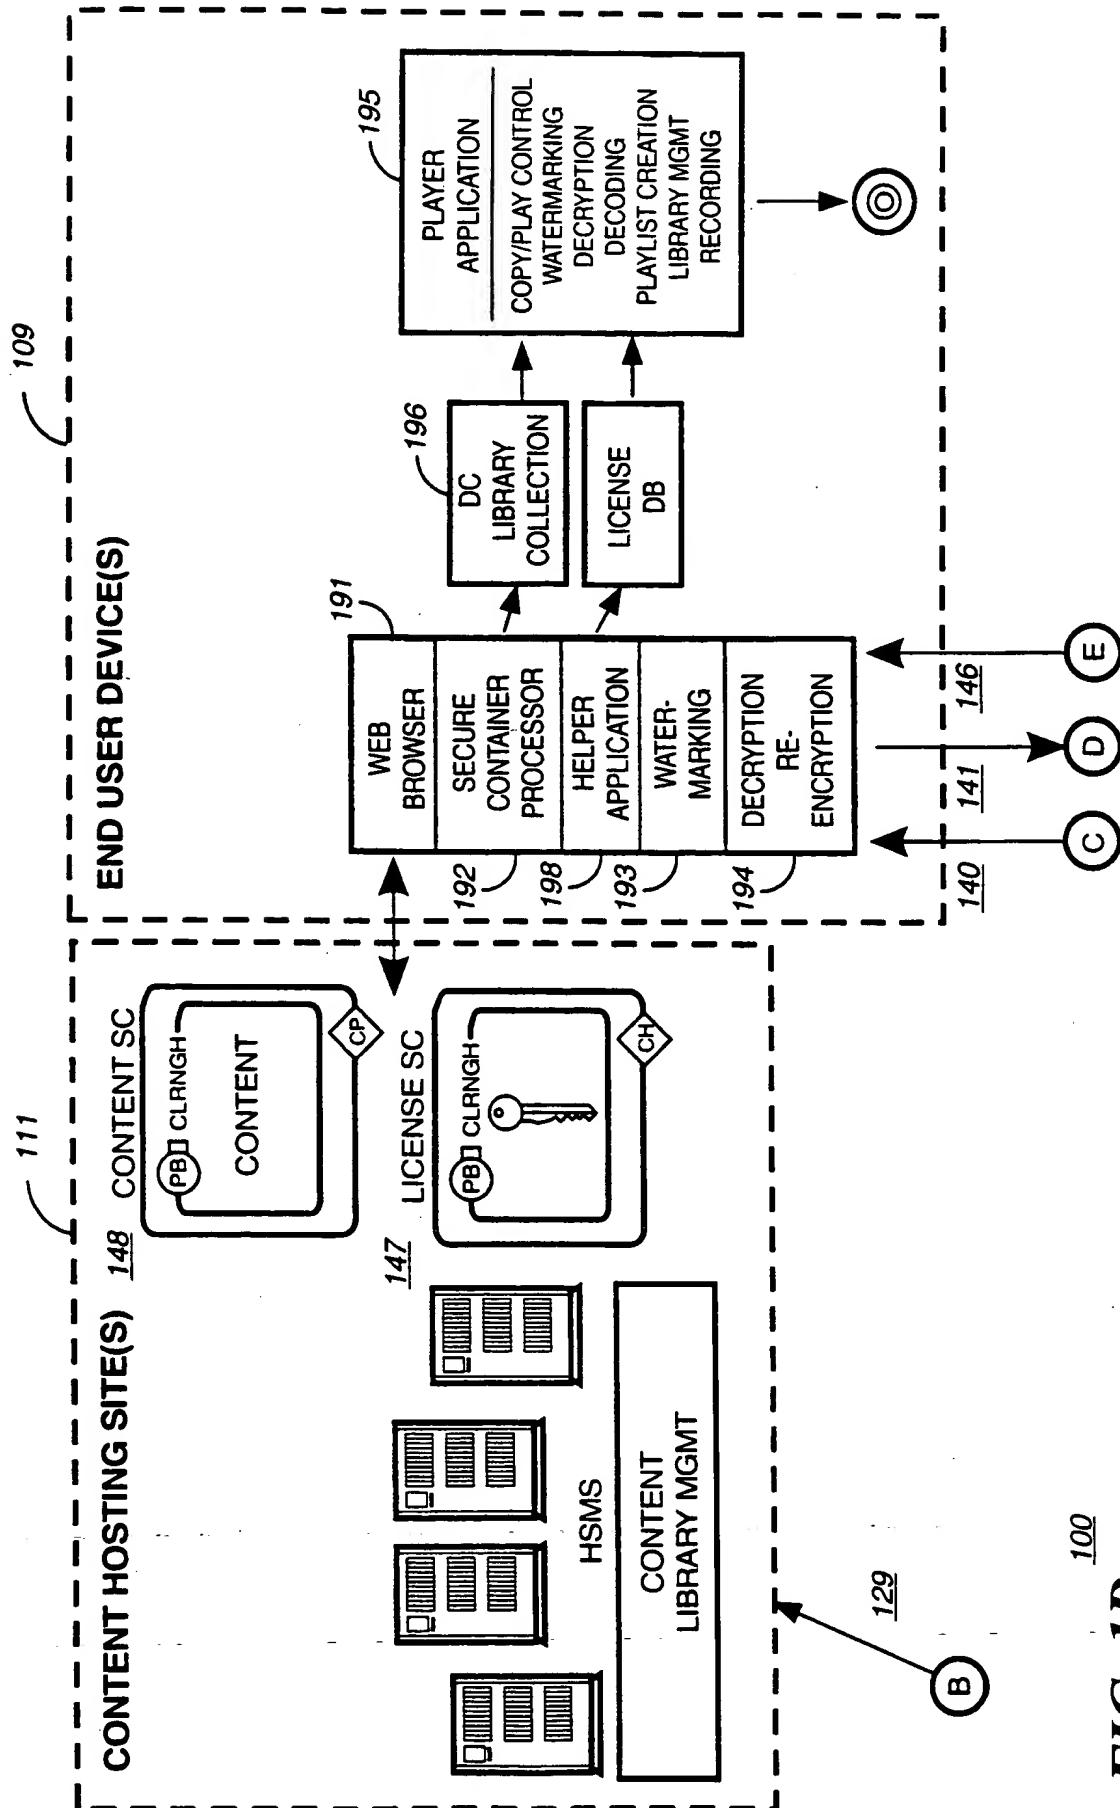 109
END USER DEVICE(S)
191
WEB
BROWSER
SECURE
CONTAINER
PROCESSOR
HELPER
APPLICATION
WATER-
MARKING
DECRYPTION
RE-
ENCRYPTION
192
198
193
194
196
DC
LIBRARY
COLLECTION
LICENSE
DB
195
PLAYER
APPLICATION
COPY/PLAY CONTROL
WATERMARKING
DECRYPTION
DECODING
PLAYLIST CREATION
LIBRARY MGMT
RECORDING
140
141
146
C
D
E
111
CONTENT HOSTING SITE(S)
148
CONTENT SC
PB
CLRNGH
CONTENT
CP
147
LICENSE SC
PB
CLRNGH
CH
HSMS
CONTENT
LIBRARY MGMT
B
129
100